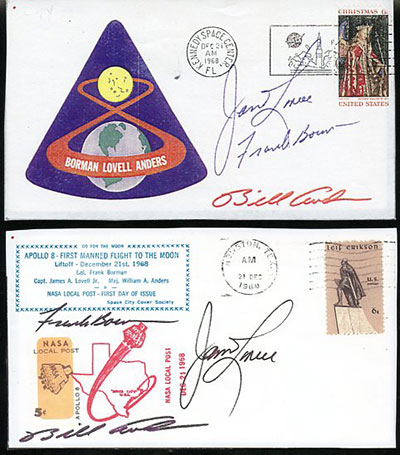 KENNEDY SPACE CENTER
DEC 21
AM
1968
FL
CHRISTMAS 6c
UNITED STATES
BORMAN LOVELL ANDERS
James Lovell
Frank Borman
Bill Anders
GO FOR THE MOON
APOLLO 8 - FIRST MANNED FLIGHT TO THE MOON
Liftoff - December 21st, 1968
Col. Frank Borman
Capt. James A. Lovell Jr. Maj. William A. Anders
NASA LOCAL POST - FIRST DAY OF ISSUE
Space City Cover Society
HOUSTON, TEX.
AM
21 DEC
1968
leif erikson
U.S.
6c
Frank Borman
James Lovell
NASA
LOCAL POST
5¢
APOLLO 8
NASA LOCAL POST
DEC 21 1968
Bill Anders